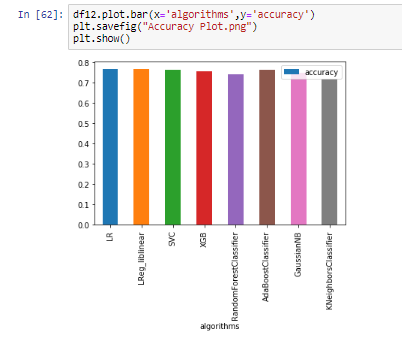 In [62]: df12.plot.bar(x='algorithms',y='accuracy')
plt.savefig("Accuracy Plot.png")
plt.show()
0.8
0.7
0.6
0.5
0.4
0.3
0.2
0.1
0.0
accuracy
LR
LReg_liblinear
SVC
XGB
RandomForestClassifier
AdaBoostClassifier
GaussianNB
KNeighborsClassifier
algorithms